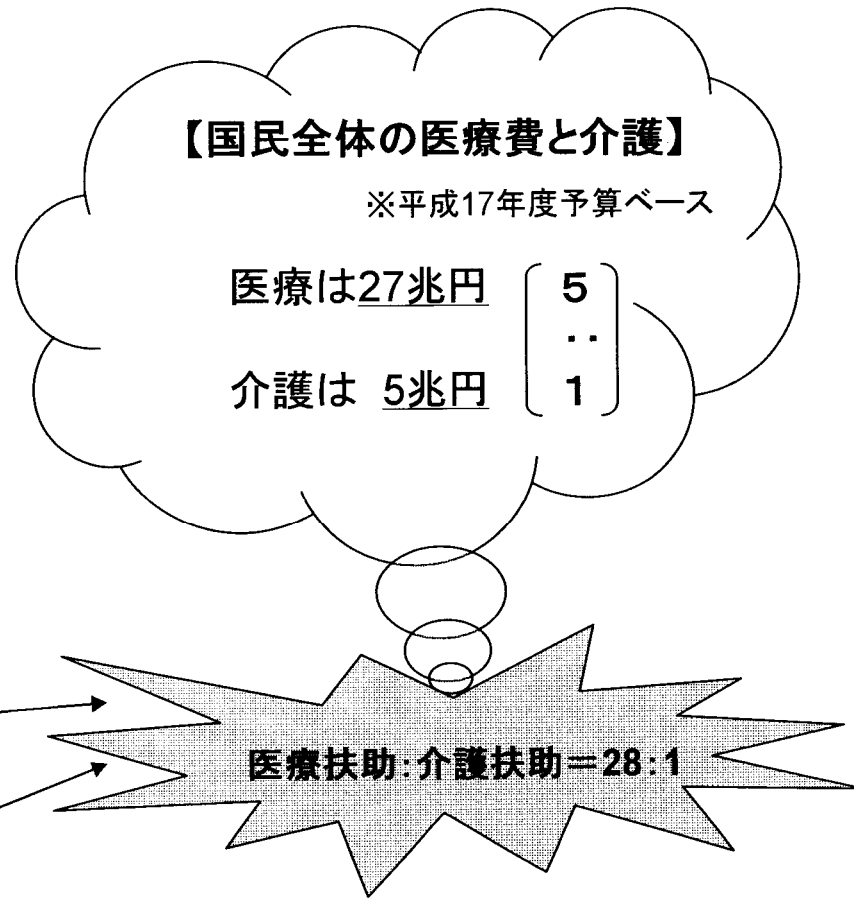 【国民全体の医療費と介護】
※平成17年度予算ベース
医療は27兆円 5
:
介護は 5兆円 1
医療扶助:介護扶助=28:1